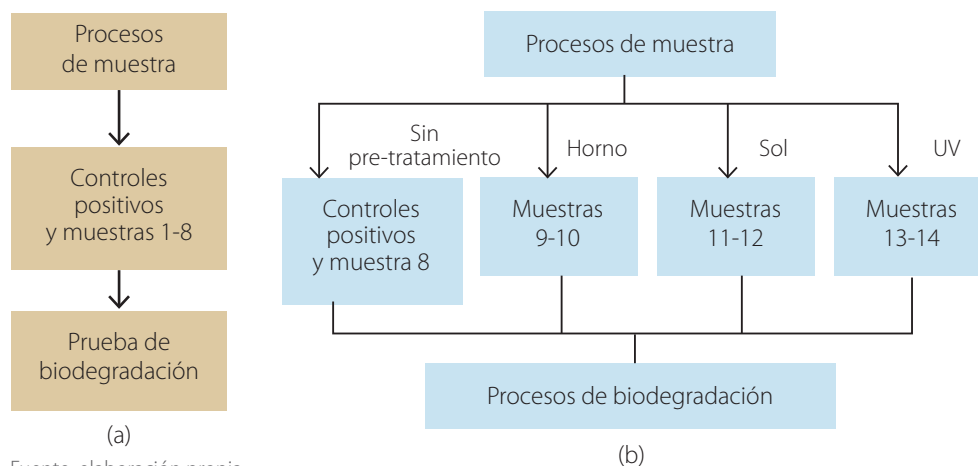 Procesos
de muestra
Controles
positivos
y muestras 1-8
Prueba de
biodegradación
(a)
Procesos de muestra
Sin
pre-tratamiento
Horno
Sol
UV
Controles
positivos
y muestra 8
Muestras
9-10
Muestras
11-12
Muestras
13-14
Procesos de biodegradación
(b)